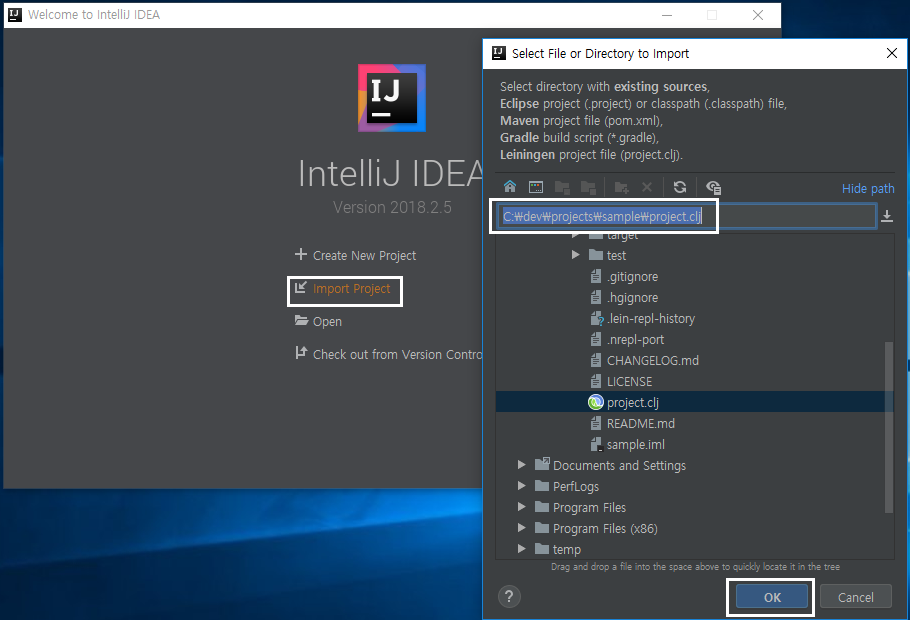 Welcome to IntelliJ IDEA
IJ
IntelliJ IDEA
Version 2018.2.5
Create New Project
Import Project
Open
Check out from Version Contro
Select File or Directory to Import
Select directory with existing sources,
Eclipse project (.project) or classpath (.classpath) file,
Maven project file (pom.xml),
Gradle build script (*.gradle),
Leiningen project file (project.clj).
Hide path
C:₩dev₩projects₩sample₩project.clj
target
test
.gitignore
.hgignore
.lein-repl-history
.nrepl-port
CHANGELOG.md
LICENSE
project.clj
README.md
sample.iml
Documents and Settings
PerfLogs
Program Files
Program Files (x86)
temp
Drag and drop a file into the space above to quickly locate it in the tree
?
OK
Cancel